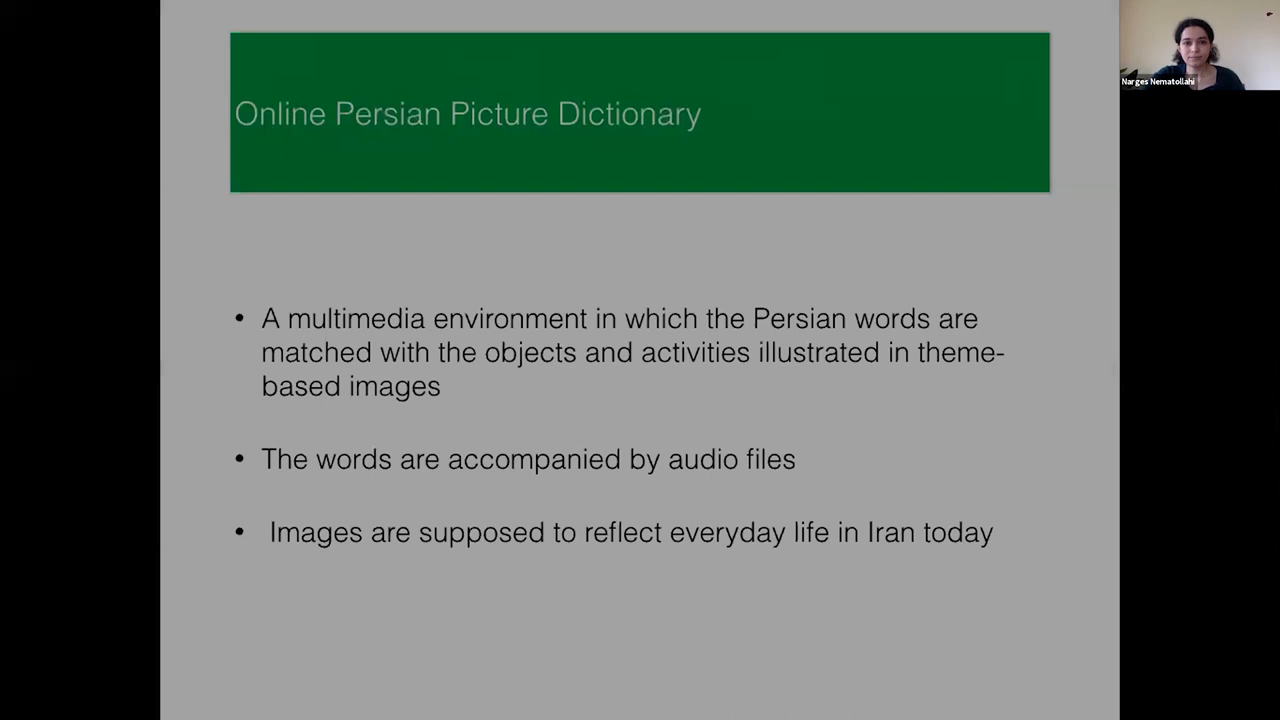 Online Persian Picture Dictionary
Narges Nematollahi
• A multimedia environment in which the Persian words are
matched with the objects and activities illustrated in theme-
based images
• The words are accompanied by audio files
• Images are supposed to reflect everyday life in Iran today